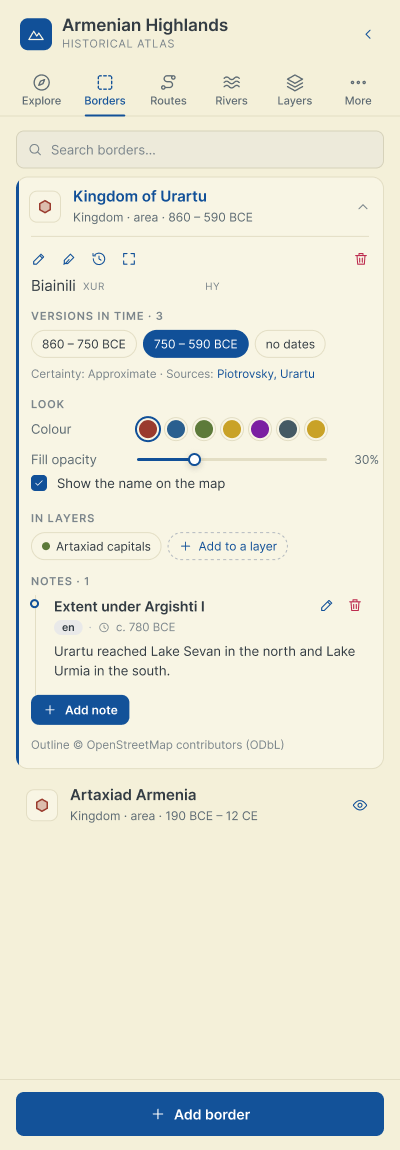 Armenian Highlands
HISTORICAL ATLAS
Explore
Borders
Routes
Rivers
Layers
More
Search borders...
Kingdom of Urartu
Kingdom · area · 860 – 590 BCE
Biainili XUR HY
VERSIONS IN TIME · 3
860 – 750 BCE
750 – 590 BCE
no dates
Certainty: Approximate · Sources: Piotrovsky, Urartu
LOOK
Colour
Fill opacity 30%
Show the name on the map
IN LAYERS
Artaxiad capitals
+ Add to a layer
NOTES · 1
Extent under Argishti I
en · c. 780 BCE
Urartu reached Lake Sevan in the north and Lake
Urmia in the south.
+ Add note
Outline © OpenStreetMap contributors (ODbL)
Artaxiad Armenia
Kingdom · area · 190 BCE – 12 CE
+ Add border